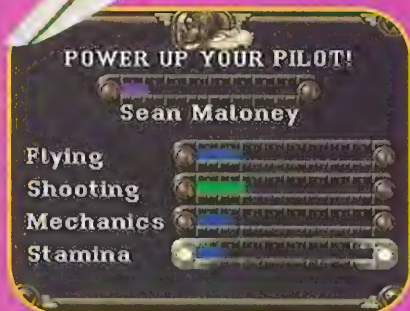 POWER UP YOUR PILOT!
Sean Maloney
Flying
Shooting
Mechanics
Stamina